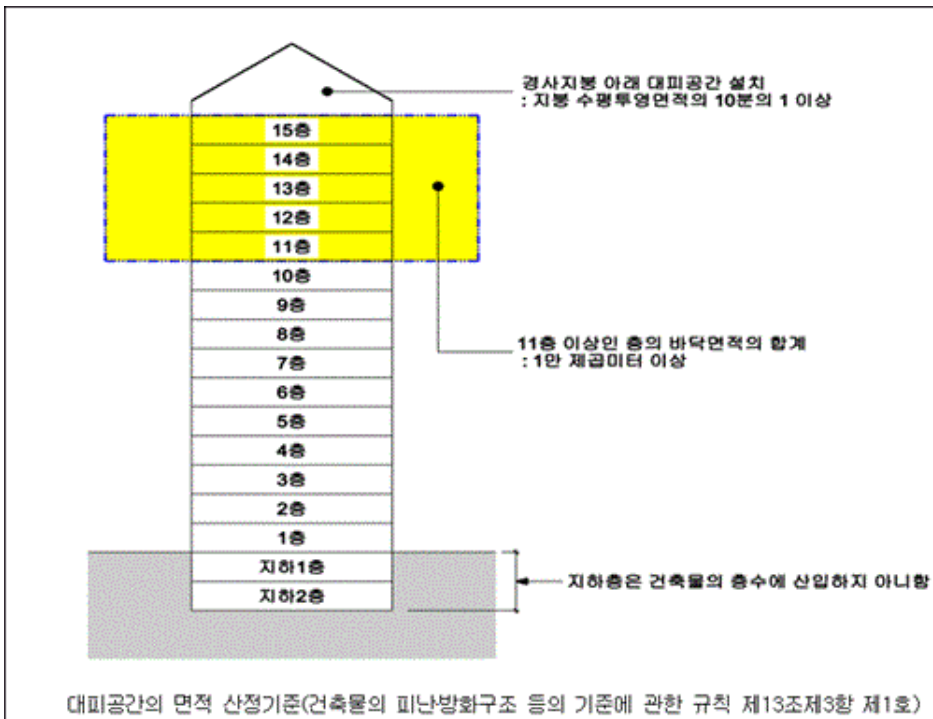 경사지붕 아래 대피공간 설치
: 지붕 수평투영면적의 10분의 1 이상
15층
14층
13층
12층
11층
10층
9층
8층
7층
6층
5층
4층
3층
2층
1층
지하1층
지하2층
11층 이상인 층의 바닥면적의 합계
: 1만 제곱미터 이상
지하층은 건축물의 층수에 산입하지 아니함
대피공간의 면적 산정기준(건축물의 피난·방화구조 등의 기준에 관한 규칙 제13조제3항 제1호)